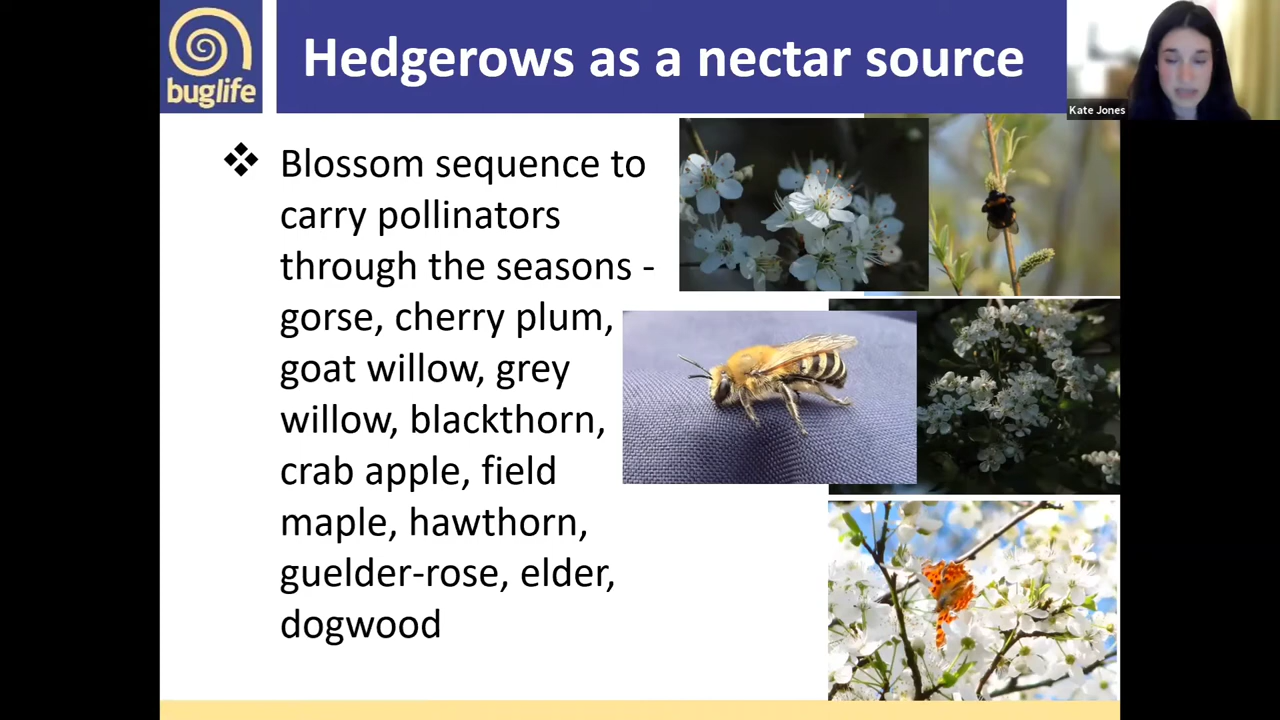 buglife
Hedgerows as a nectar source
Kate Jones
❖ Blossom sequence to
carry pollinators
through the seasons -
gorse, cherry plum,
goat willow, grey
willow, blackthorn,
crab apple, field
maple, hawthorn,
guelder-rose, elder,
dogwood